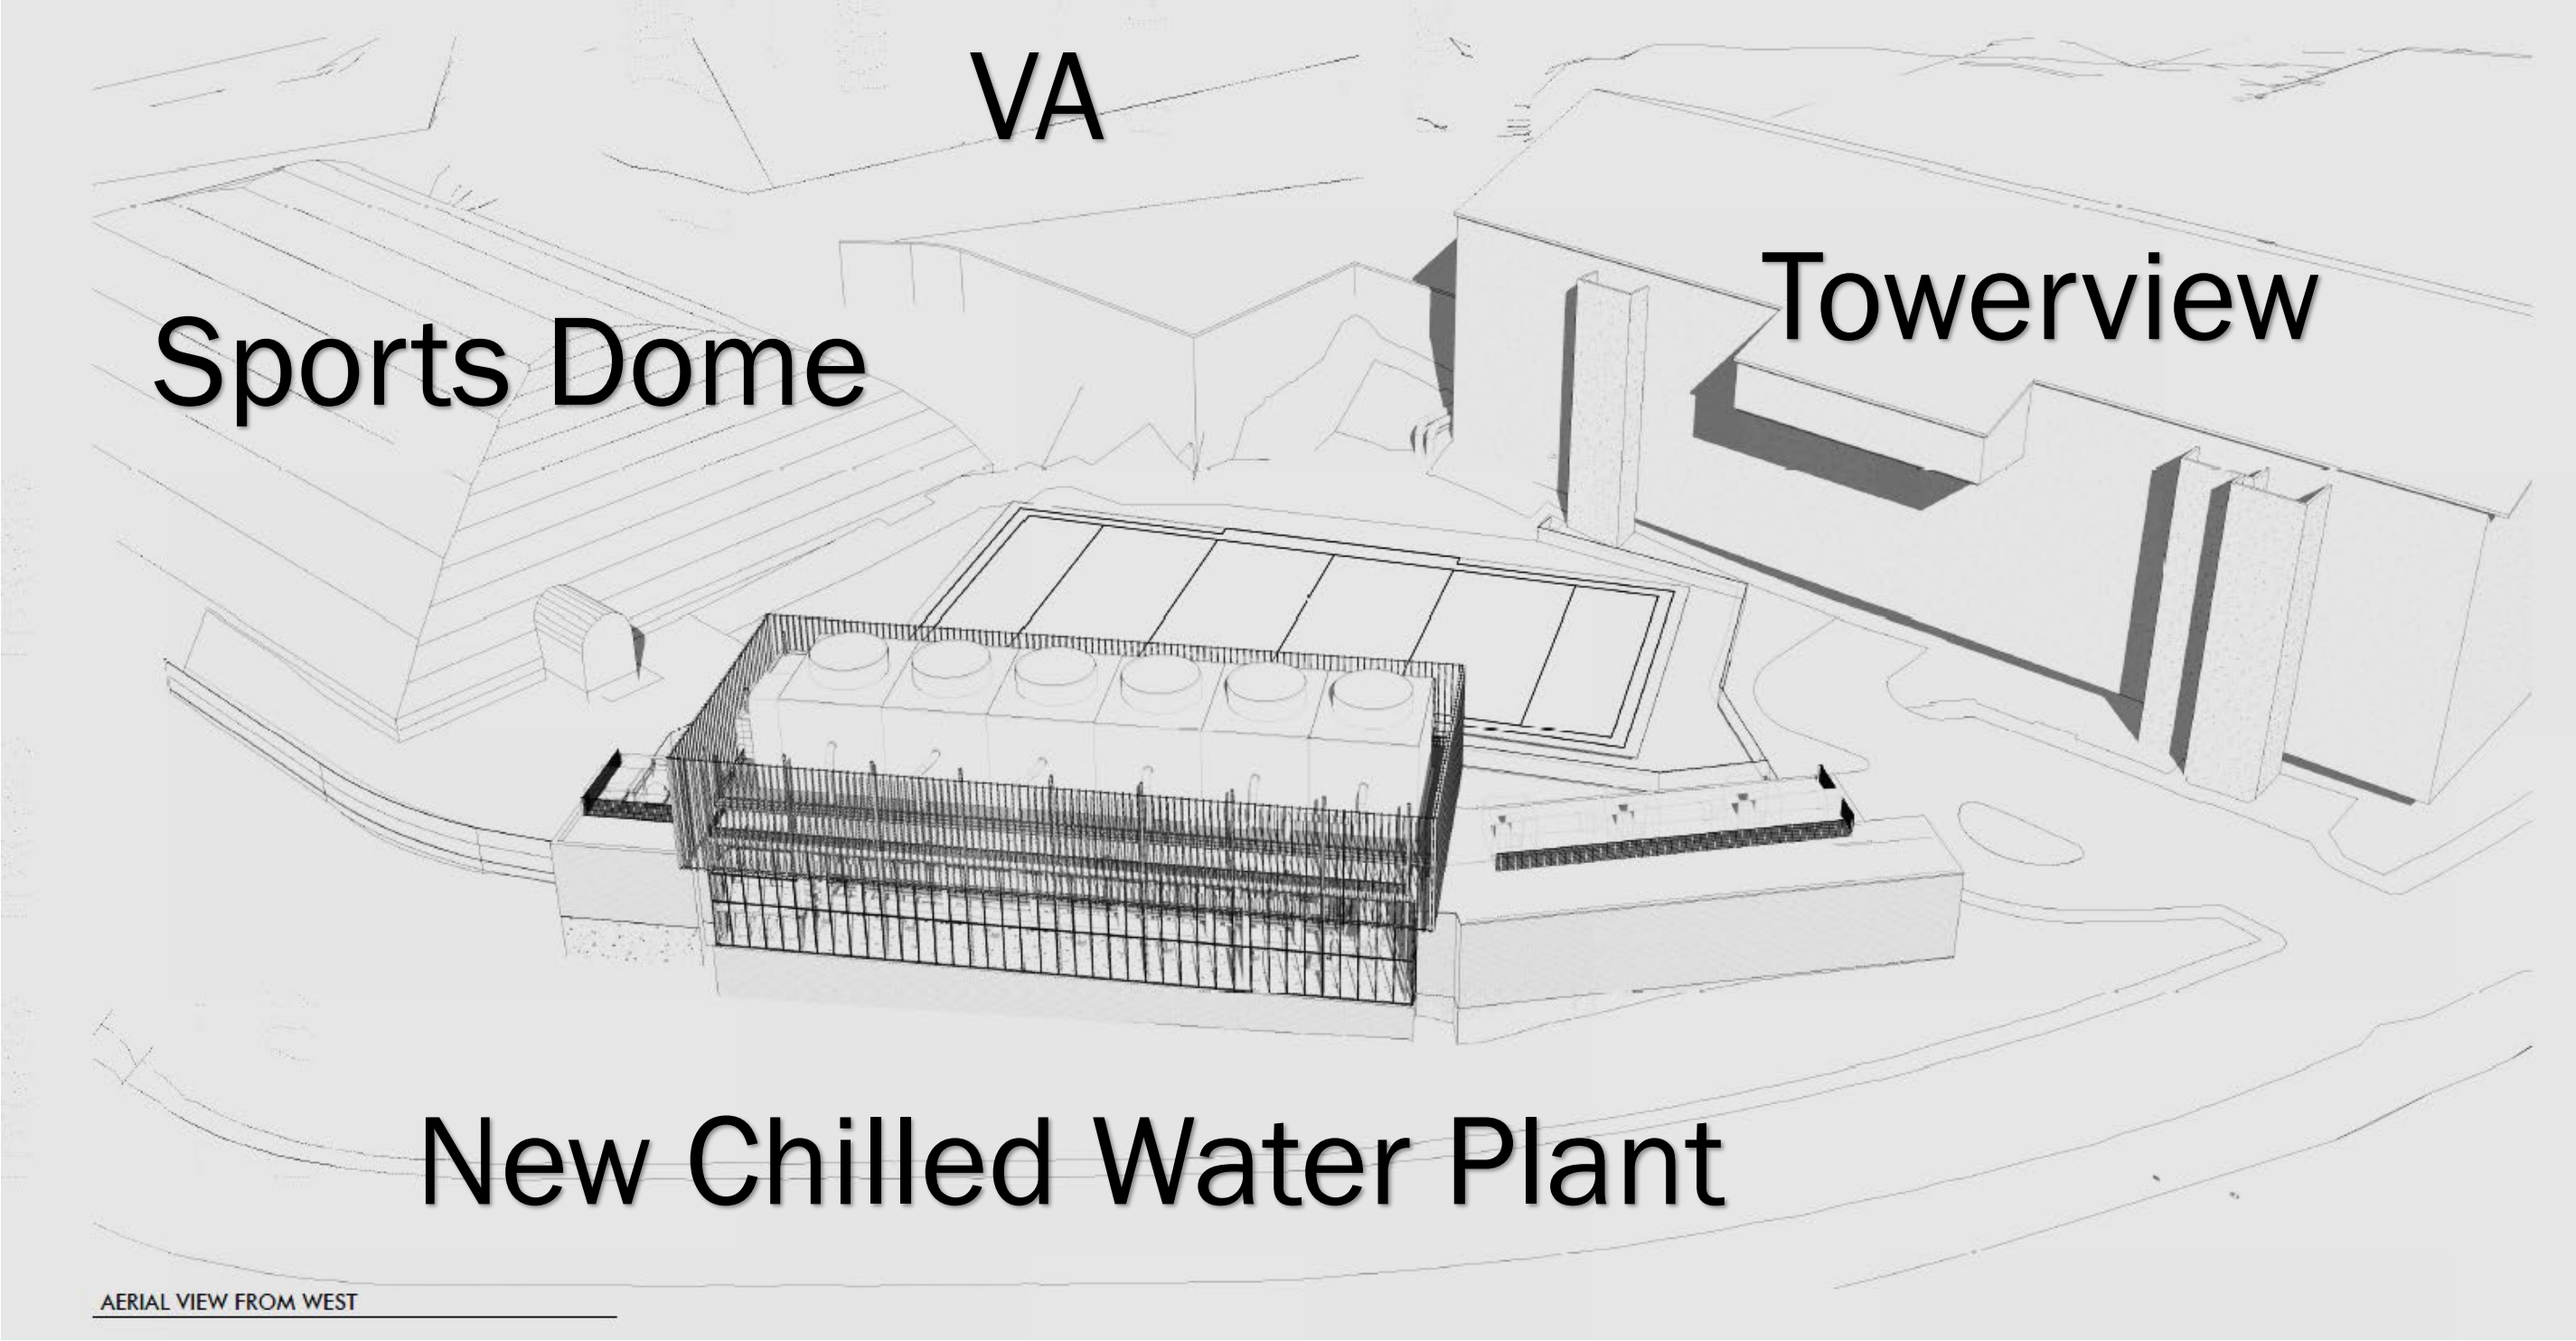 VA
Towerview
Sports Dome
New Chilled Water Plant
AERIAL VIEW FROM WEST